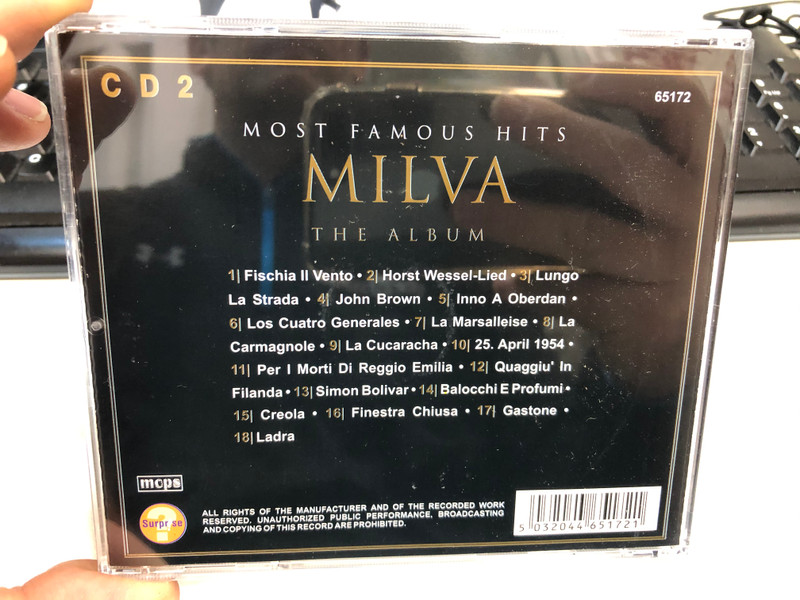 CD 2
65172
MOST FAMOUS HITS
MILVA
THE ALBUM
1| Fischia Il Vento • 2| Horst Wessel-Lied • 3| Lungo
La Strada • 4| John Brown • 5| Inno A Oberdan •
6| Los Cuatro Generales • 7| La Marsalleise • 8| La
Carmagnole • 9| La Cucaracha • 10| 25. April 1954 •
11| Per I Morti Di Reggio Emilia • 12| Quaggiu' In
Filanda • 13| Simon Bolivar • 14| Balocchi E Profumi •
15| Creola • 16| Finestra Chiusa • 17| Gastone •
18| Ladra
mcps
Surprise
?
ALL RIGHTS OF THE MANUFACTURER AND OF THE RECORDED WORK
RESERVED. UNAUTHORIZED PUBLIC PERFORMANCE, BROADCASTING
AND COPYING OF THIS RECORD ARE PROHIBITED.
5 032044 651721